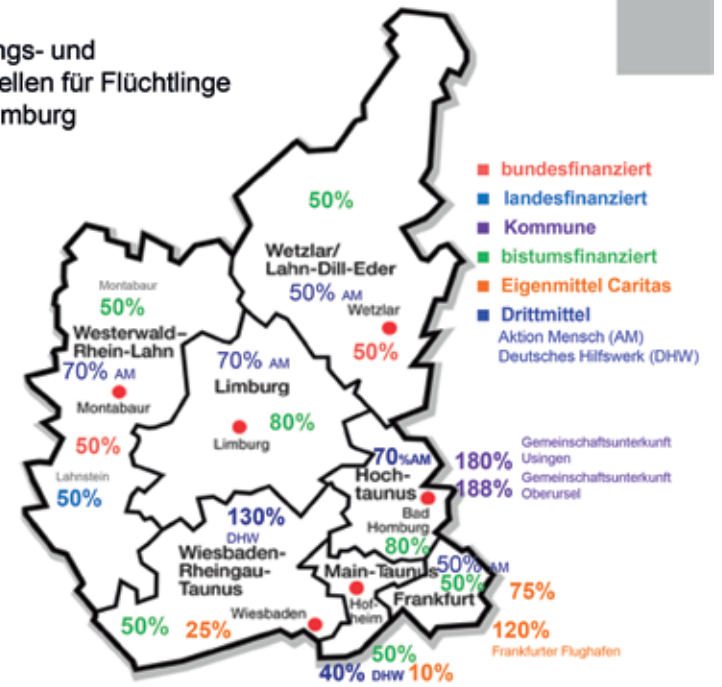 ngs- und
ellen für Flüchtlinge
mburg
bundesfinanziert
landesfinanziert
Kommune
bistumsfinanziert
Eigenmittel Caritas
Drittmittel
Aktion Mensch (AM)
Deutsches Hilfswerk (DHW)
50%
Wetzlar/
Lahn-Dill-Eder
50% AM
Wetzlar
50%
Montabaur
50%
Westerwald–
Rhein-Lahn
70% AM
Montabaur
50%
Lahnstein
50%
70% AM
Limburg
80%
Limburg
70%AM
Hoch-
taunus
Bad
Homburg
80%
180% Gemeinschaftsunterkunft
Usingen
188% Gemeinschaftsunterkunft
Oberursel
130%
DHW
Wiesbaden-
Rheingau-
Taunus
Wiesbaden
50% 25%
Main-Taunus
Hof-
heim
50%
40% DHW 10%
50% AM
50%
Frankfurt
75%
120%
Frankfurter Flughafen